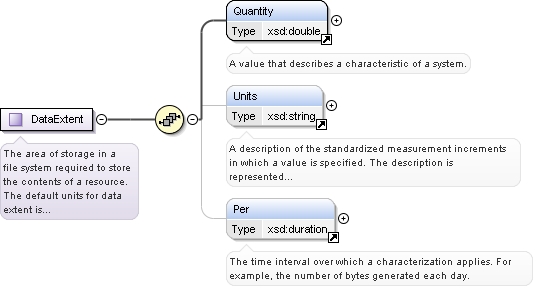 Quantity
Type xsd:double
A value that describes a characteristic of a system.
Units
Type xsd:string
DataExtent
A description of the standardized measurement increments
in which a value is specified. The description is
represented...
The area of storage in a
file system required to store
the contents of a resource.
The default units for data
extent is...
Per
Type xsd:duration
The time interval over which a characterization applies. For
example, the number of bytes generated each day.